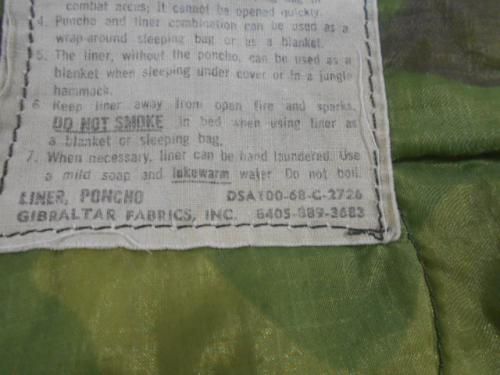 combat areas; it cannot be opened quickly.
4. Poncho and liner combination can be used as a
wrap-around sleeping bag or as a blanket.
5. The liner, without the poncho, can be used as a
blanket when sleeping under cover or in a jungle
hammock.
6. Keep liner away from open fire and sparks.
DO NOT SMOKE in bed when using liner as
a blanket or sleeping bag.
7. When necessary, liner can be hand laundered. Use
a mild soap and lukewarm water. Do not boil.
LINER, PONCHO DSA100-68-C-2726
GIBRALTAR FABRICS, INC. 8405-889-3683